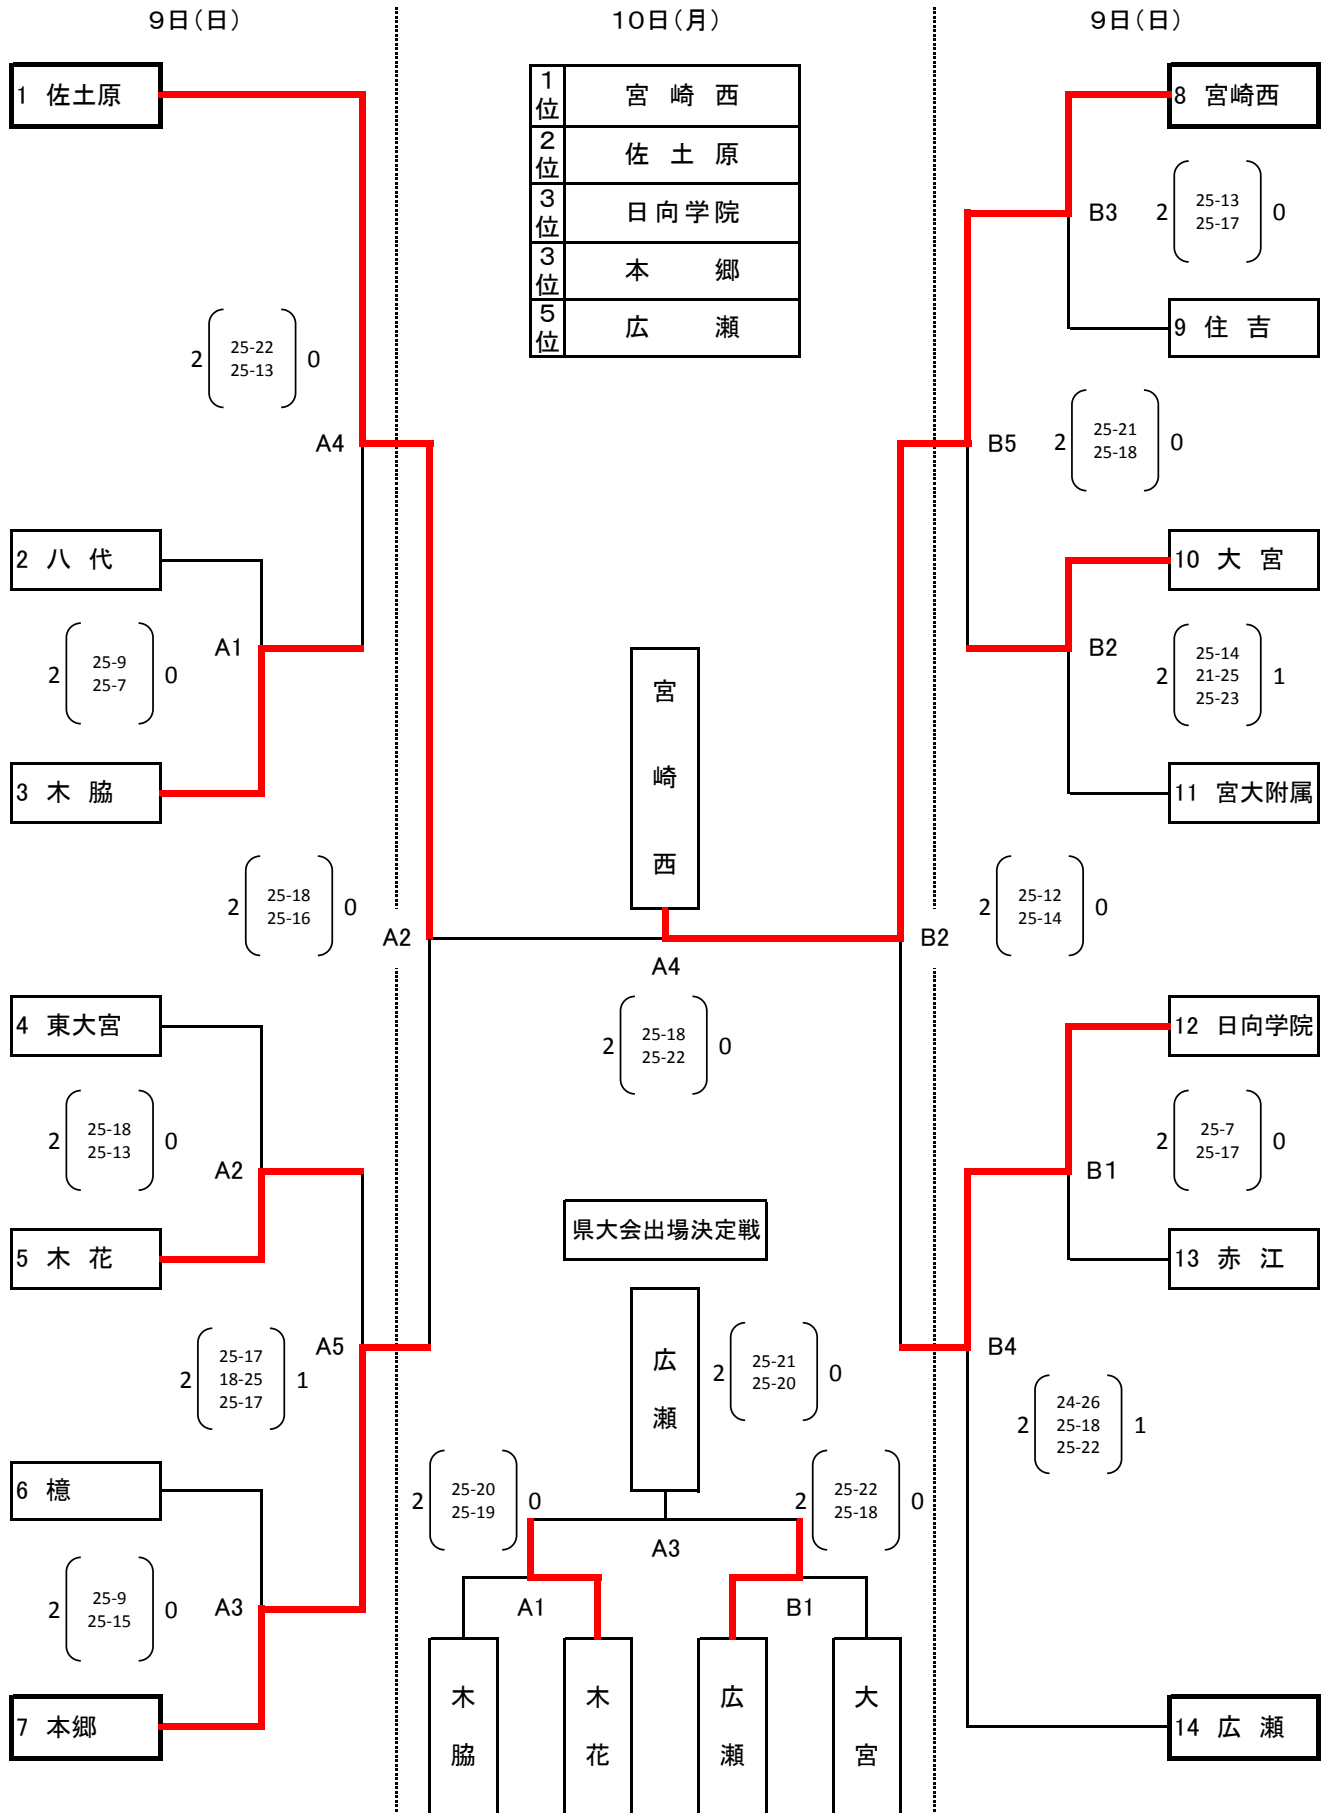 ９日（日）
１０日（月）
９日（日）
1 佐土原
2 八 代
3 木 脇
4 東大宮
5 木 花
6 檍
7 本郷
A4
2 25-22 0
25-13
A1
2 25-9 0
25-7
A2
2 25-18 0
25-16
A2
2 25-18 0
25-13
A5
2 25-17 1
18-25
25-17
A3
2 25-9 0
25-15
1位 宮 崎 西
2位 佐 土 原
3位 日向学院
3位 本 郷
5位 広 瀬
宮崎西
A4
2 25-18 0
25-22
県大会出場決定戦
広瀬
2 25-21 0
25-20
A3
2 25-20 0
25-19
A1
2 25-22 0
25-18
B1
木脇
木花
広瀬
大宮
8 宮崎西
9 住 吉
10 大 宮
11 宮大附属
12 日向学院
13 赤 江
14 広 瀬
B3
2 25-13 0
25-17
B5
2 25-21 0
25-18
B2
2 25-14 1
21-25
25-23
B2
2 25-12 0
25-14
B1
2 25-7 0
25-17
B4
2 24-26 1
25-18
25-22